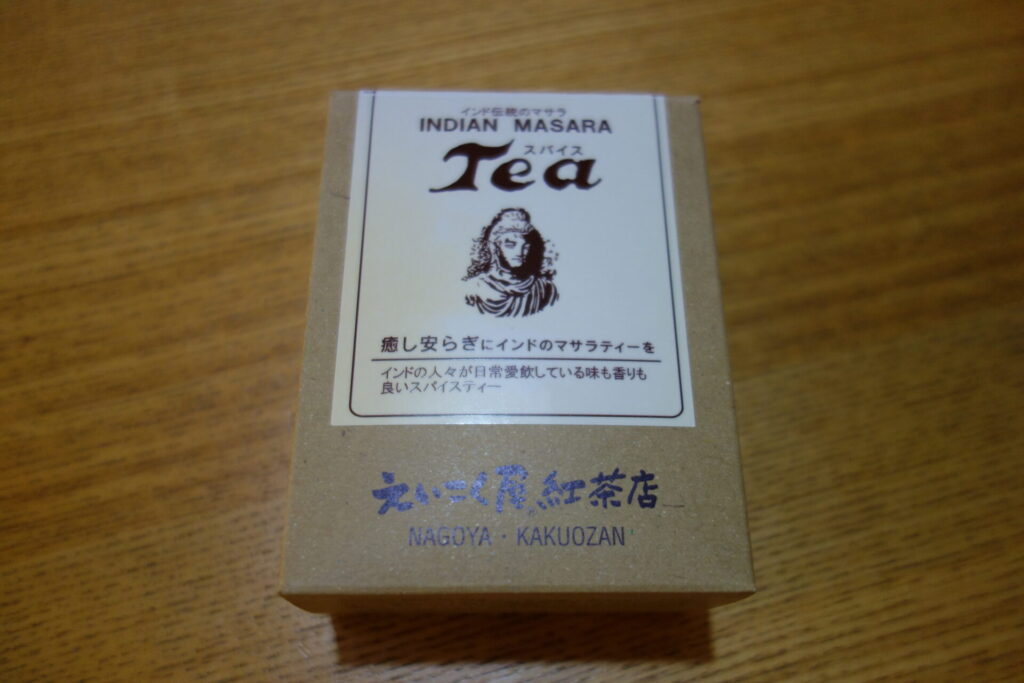 インド伝統のマサラ
INDIAN MASARA
スパイス
Tea
癒し安らぎにインドのマサラティーを
インドの人々が日常愛飲している味も香りも
良いスパイスティー
えいこく屋紅茶店
NAGOYA・KAKUOZAN